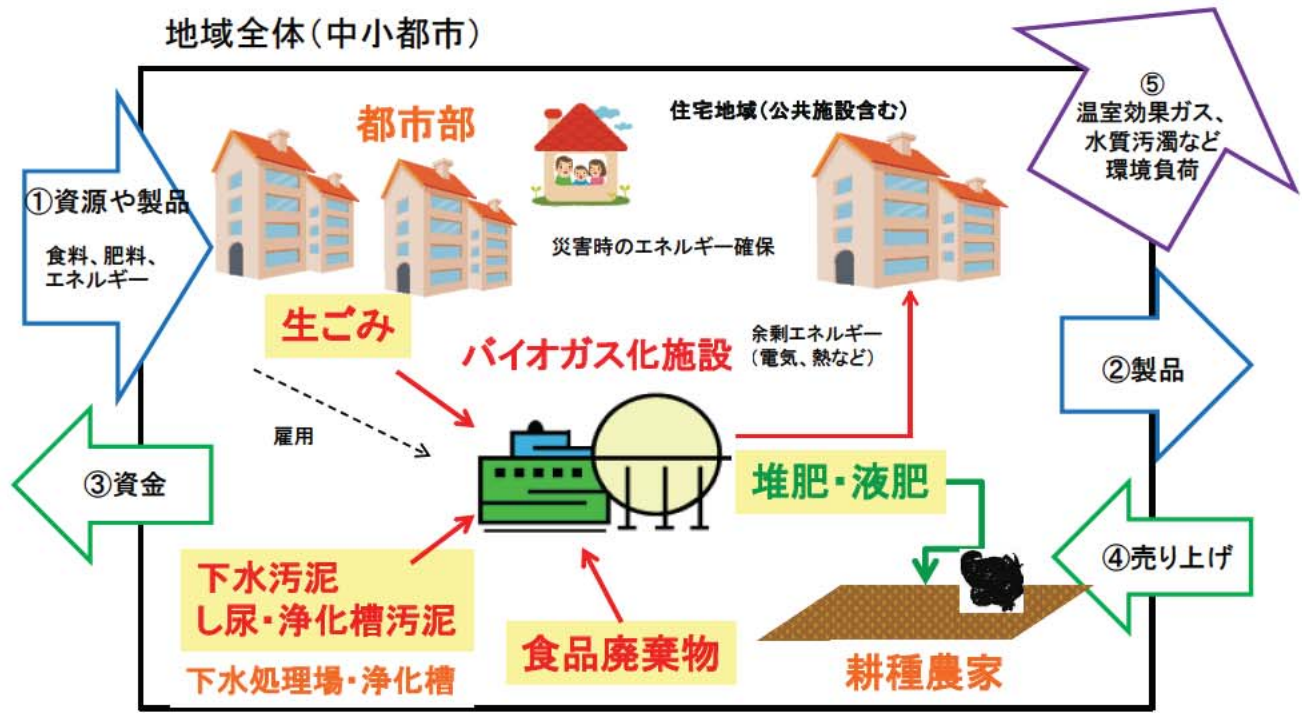 地域全体(中小都市)
都市部
住宅地域(公共施設含む)
⑤
温室効果ガス、
水質汚濁など
環境負荷
①資源や製品
食料、肥料、
エネルギー
災害時のエネルギー確保
生ごみ
バイオガス化施設
余剰エネルギー
(電気、熱など)
②製品
雇用
③資金
堆肥・液肥
④売り上げ
下水汚泥
し尿・浄化槽汚泥
食品廃棄物
下水処理場・浄化槽
耕種農家